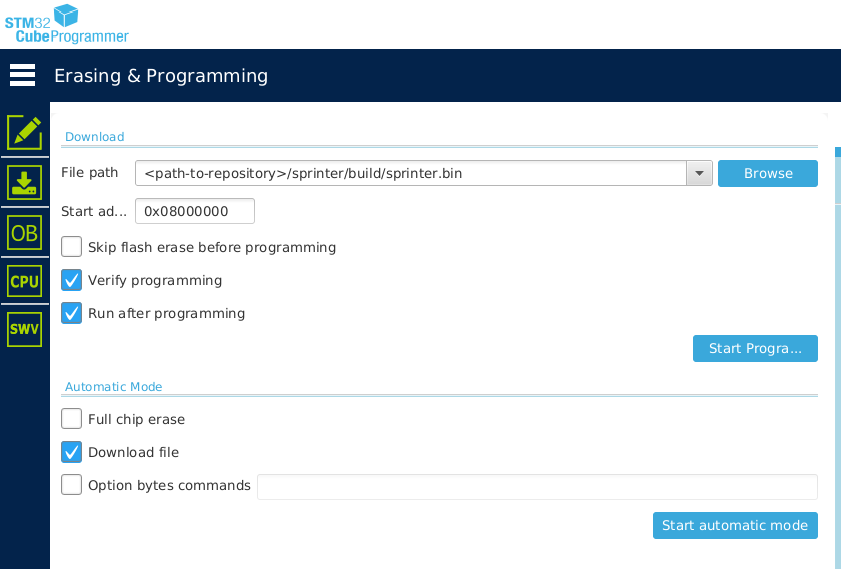 STM32
CubeProgrammer
Erasing & Programming
Download
File path <path-to-repository>/sprinter/build/sprinter.bin Browse
Start ad... 0x08000000
OB
Skip flash erase before programming
CPU
Verify programming
SWV
Run after programming
Start Progra...
Automatic Mode
Full chip erase
Download file
Option bytes commands
Start automatic mode